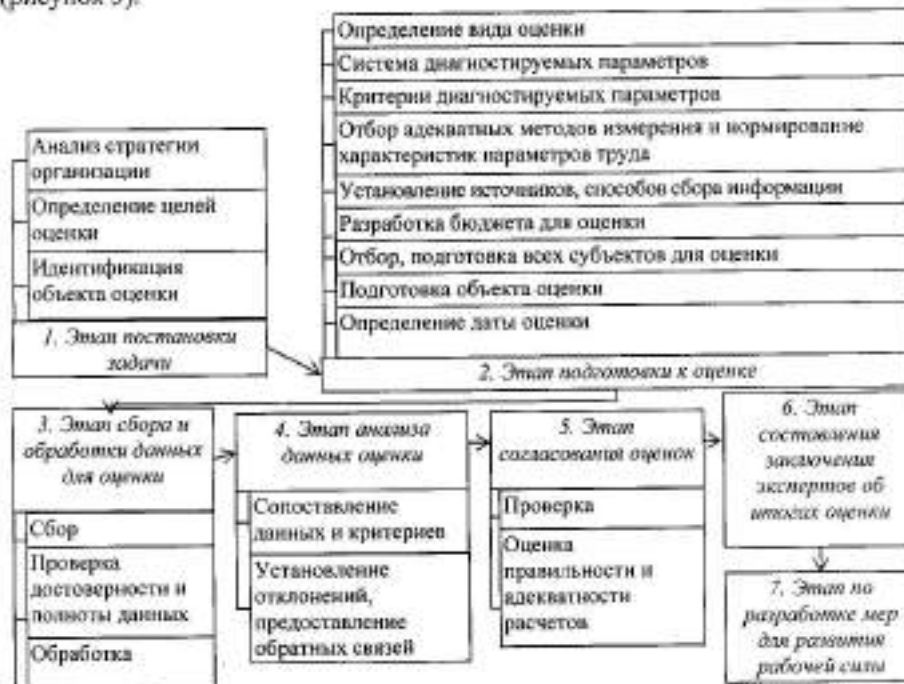 (рисунок 3).
Анализ стратегии
организации
Определение целей
оценки
Идентификация
объекта оценки
1. Этап постановки
задачи
Определение вида оценки
Система диагностируемых параметров
Критерии диагностируемых параметров
Отбор адекватных методов измерения и нормирование
характеристик параметров труда
Установление источников, способов сбора информации
Разработка бюджета для оценки
Отбор, подготовка всех субъектов для оценки
Подготовка объекта оценки
Определение даты оценки
2. Этап подготовки к оценке
3. Этап сбора и
обработки данных
для оценки
Сбор
Проверка
достоверности и
полноты данных
Обработка
4. Этап анализа
данных оценки
Сопоставление
данных и критериев
Установление
отклонений,
предоставление
обратных связей
5. Этап
согласования оценок
Проверка
Оценка
правильности и
адекватности
расчетов
6. Этап
составления
заключения
экспертов об
итогах оценки
7. Этап по
разработке мер
для развития
рабочей силы